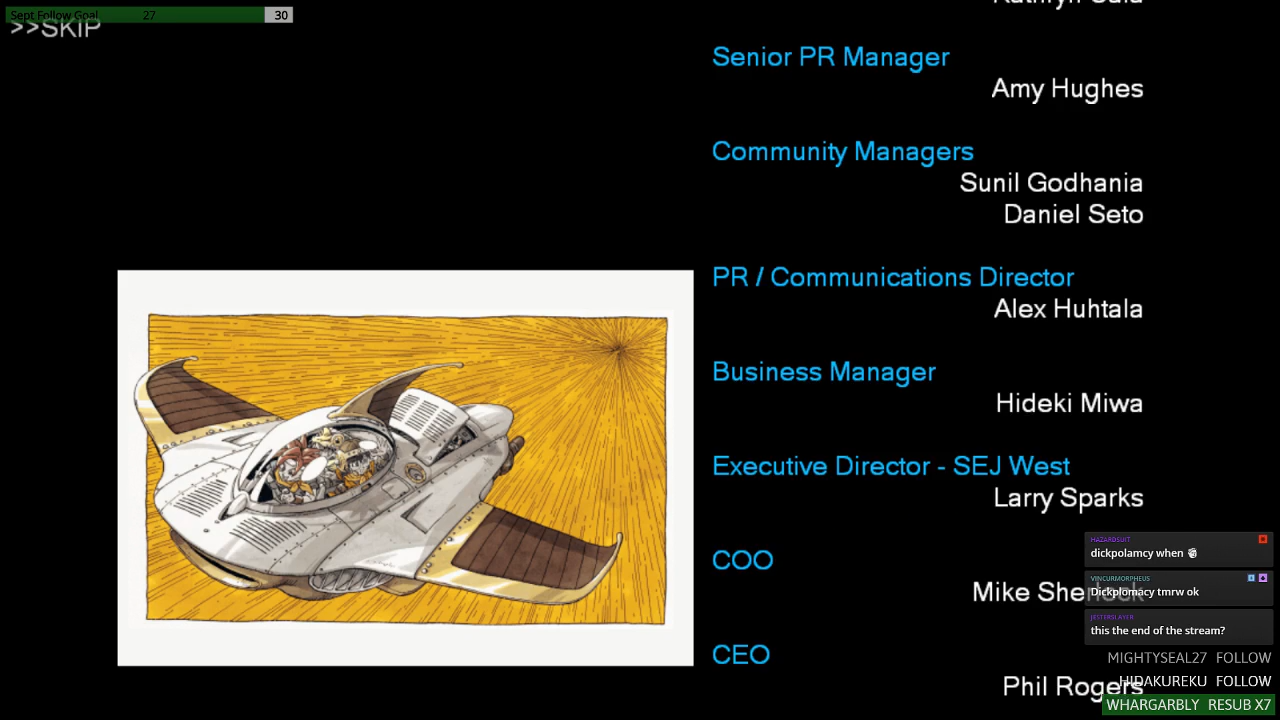 Sept Follow Goal 27 30
>>SKIP
Senior PR Manager
Amy Hughes
Community Managers
Sunil Godhania
Daniel Seto
PR / Communications Director
Alex Huhtala
Business Manager
Hideki Miwa
Executive Director - SEJ West
Larry Sparks
COO
Mike Sherlock
CEO
Phil Rogers
HAZARDSUIT
dickpolamcy when
VINCURMORPHEUS
Dickplomacy tmrw ok
JESTERSLAYER
this the end of the stream?
MIGHTYSEAL27 FOLLOW
HIDAKUREKU FOLLOW
WHARGARBLY RESUB X7